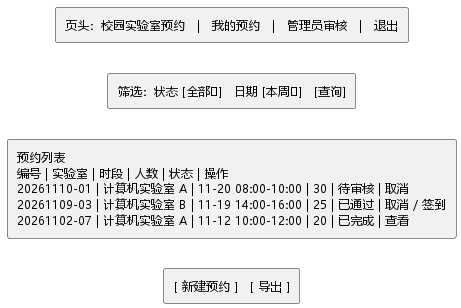 页头：校园实验室预约 | 我的预约 | 管理员审核 | 退出
筛选：状态 [全部▯] 日期 [本周▯] [查询]
预约列表
编号 | 实验室 | 时段 | 人数 | 状态 | 操作
20261110-01 | 计算机实验室 A | 11-20 08:00-10:00 | 30 | 待审核 | 取消
20261109-03 | 计算机实验室 B | 11-19 14:00-16:00 | 25 | 已通过 | 取消 / 签到
20261102-07 | 计算机实验室 A | 11-12 10:00-12:00 | 20 | 已完成 | 查看
[ 新建预约 ] [ 导出 ]